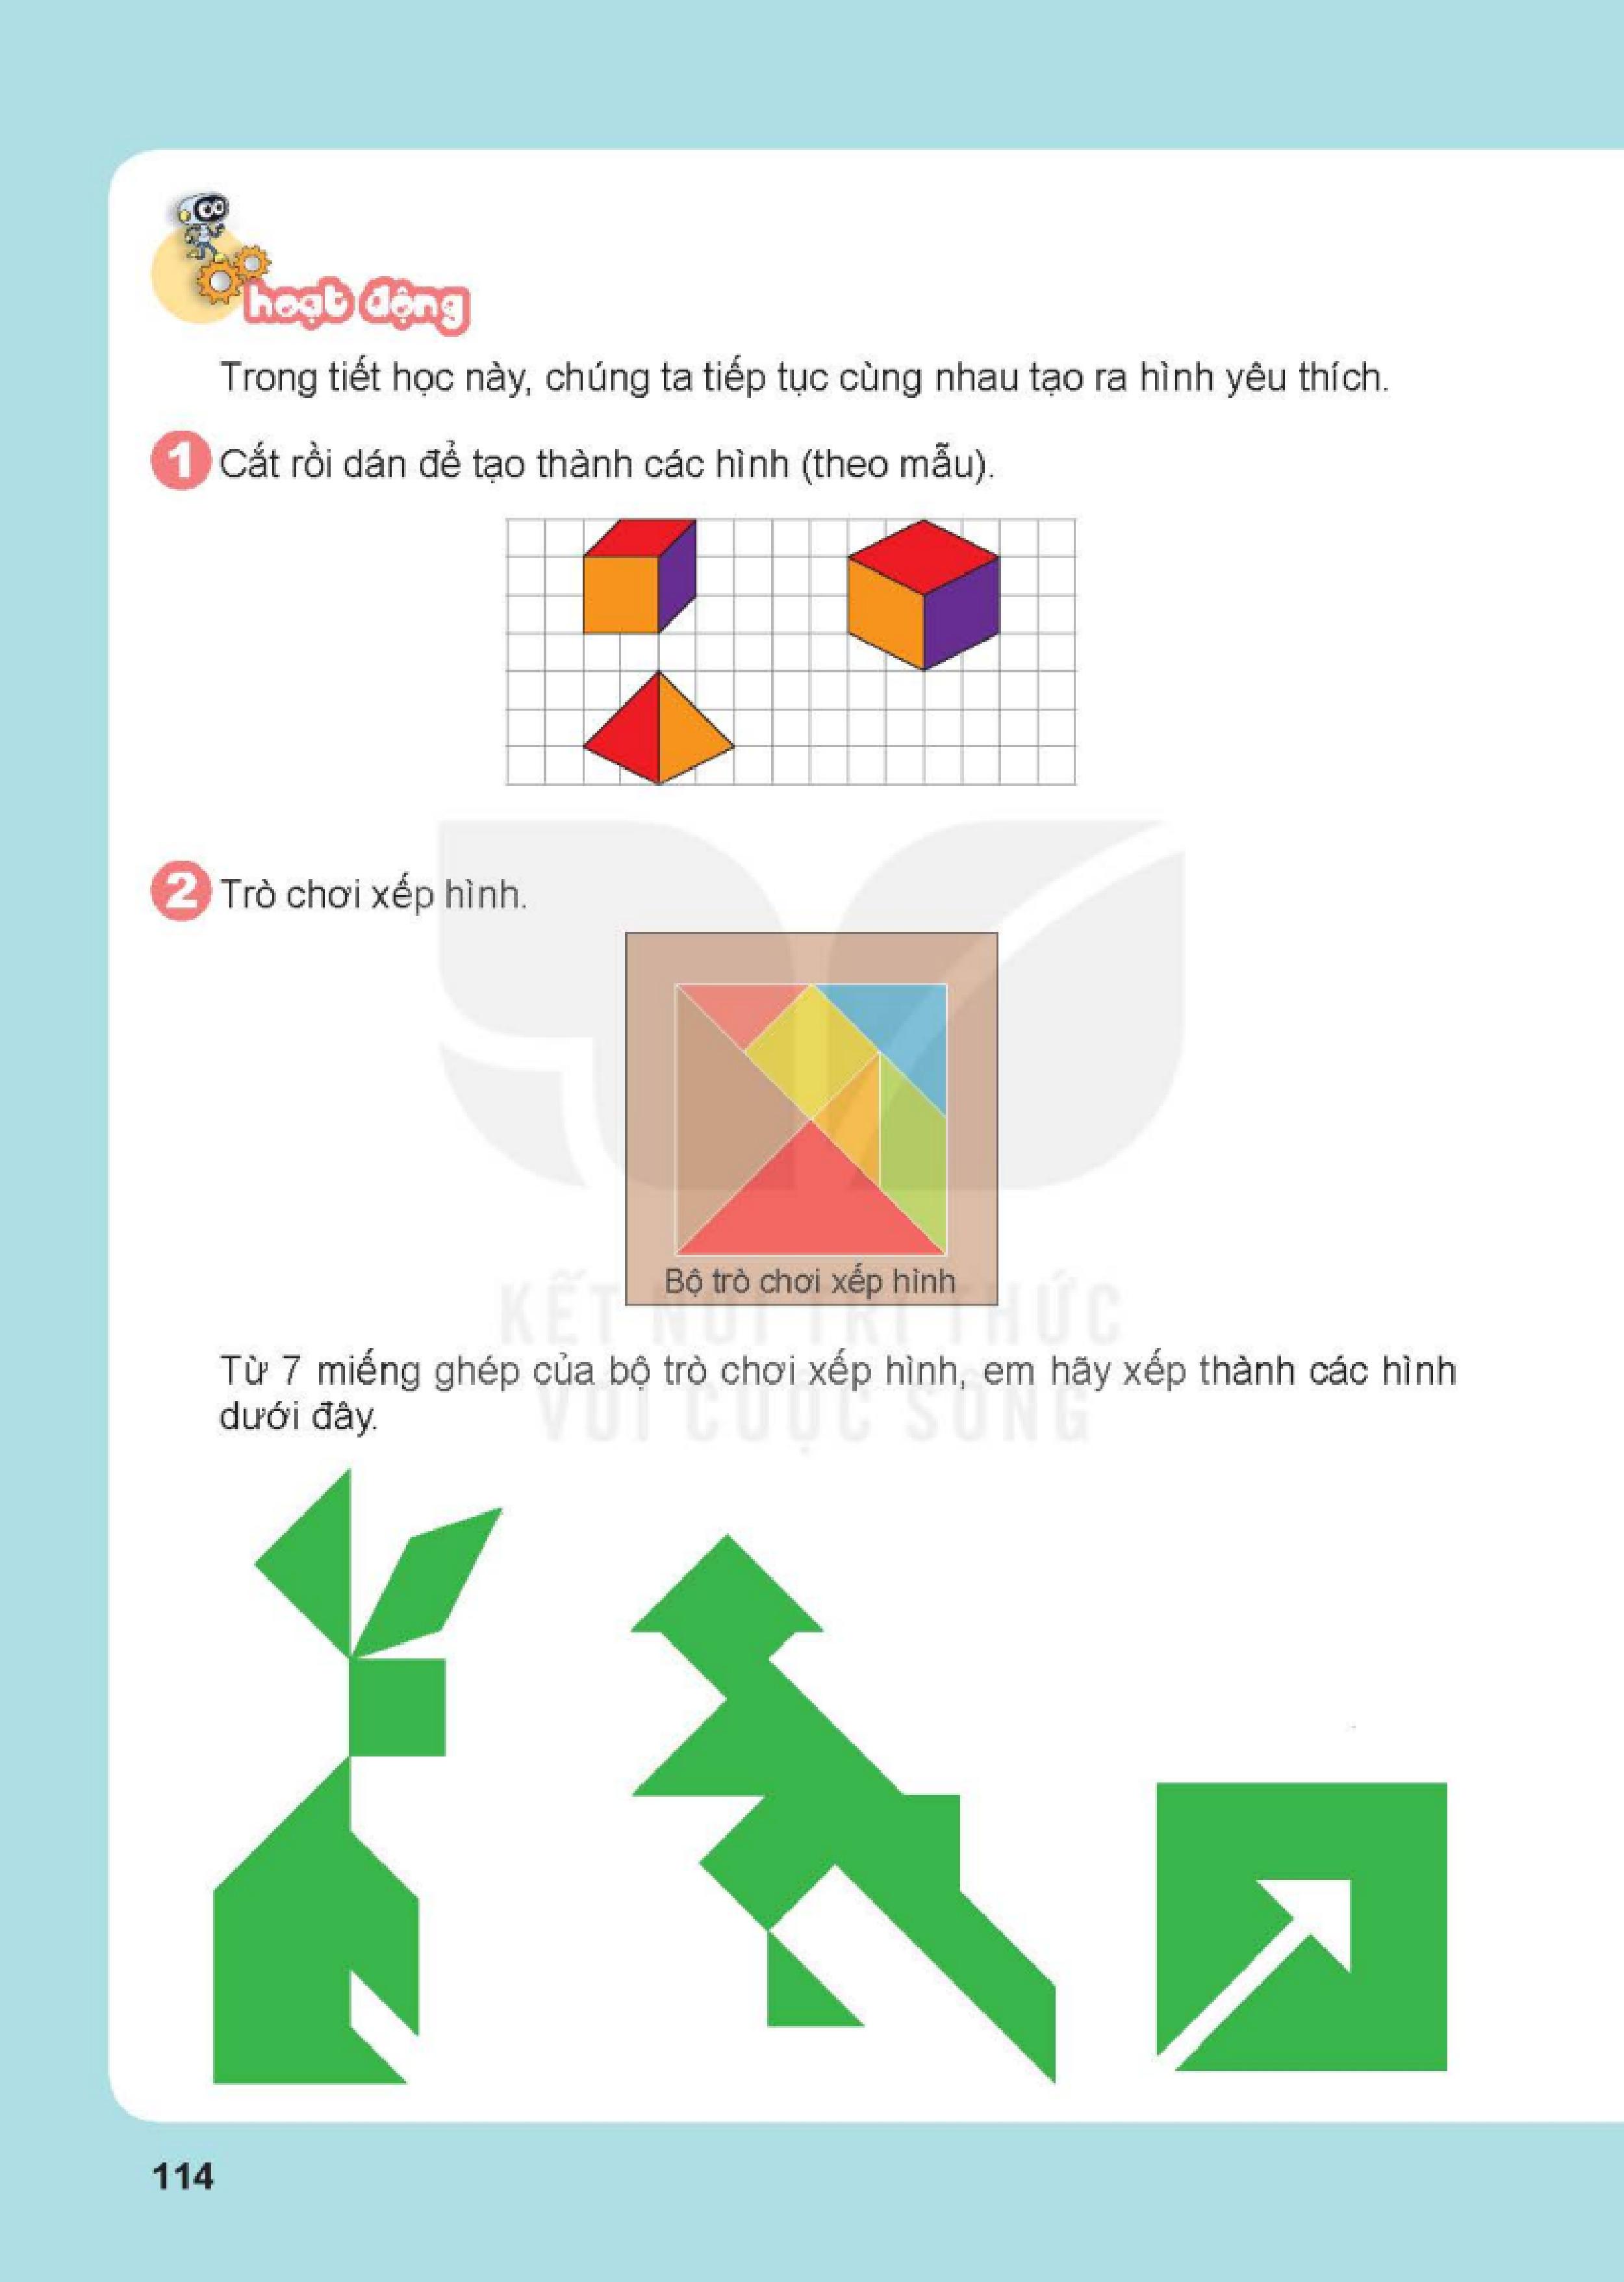 hoạt động
Trong tiết học này, chúng ta tiếp tục cùng nhau tạo ra hình yêu thích.
1 Cắt rồi dán để tạo thành các hình (theo mẫu).
2 Trò chơi xếp hình.
Bộ trò chơi xếp hình
KẾT NỐI TRI THỨC
Từ 7 miếng ghép của bộ trò chơi xếp hình, em hãy xếp thành các hình
dưới đây.
VỚI CUỘC SỐNG
114